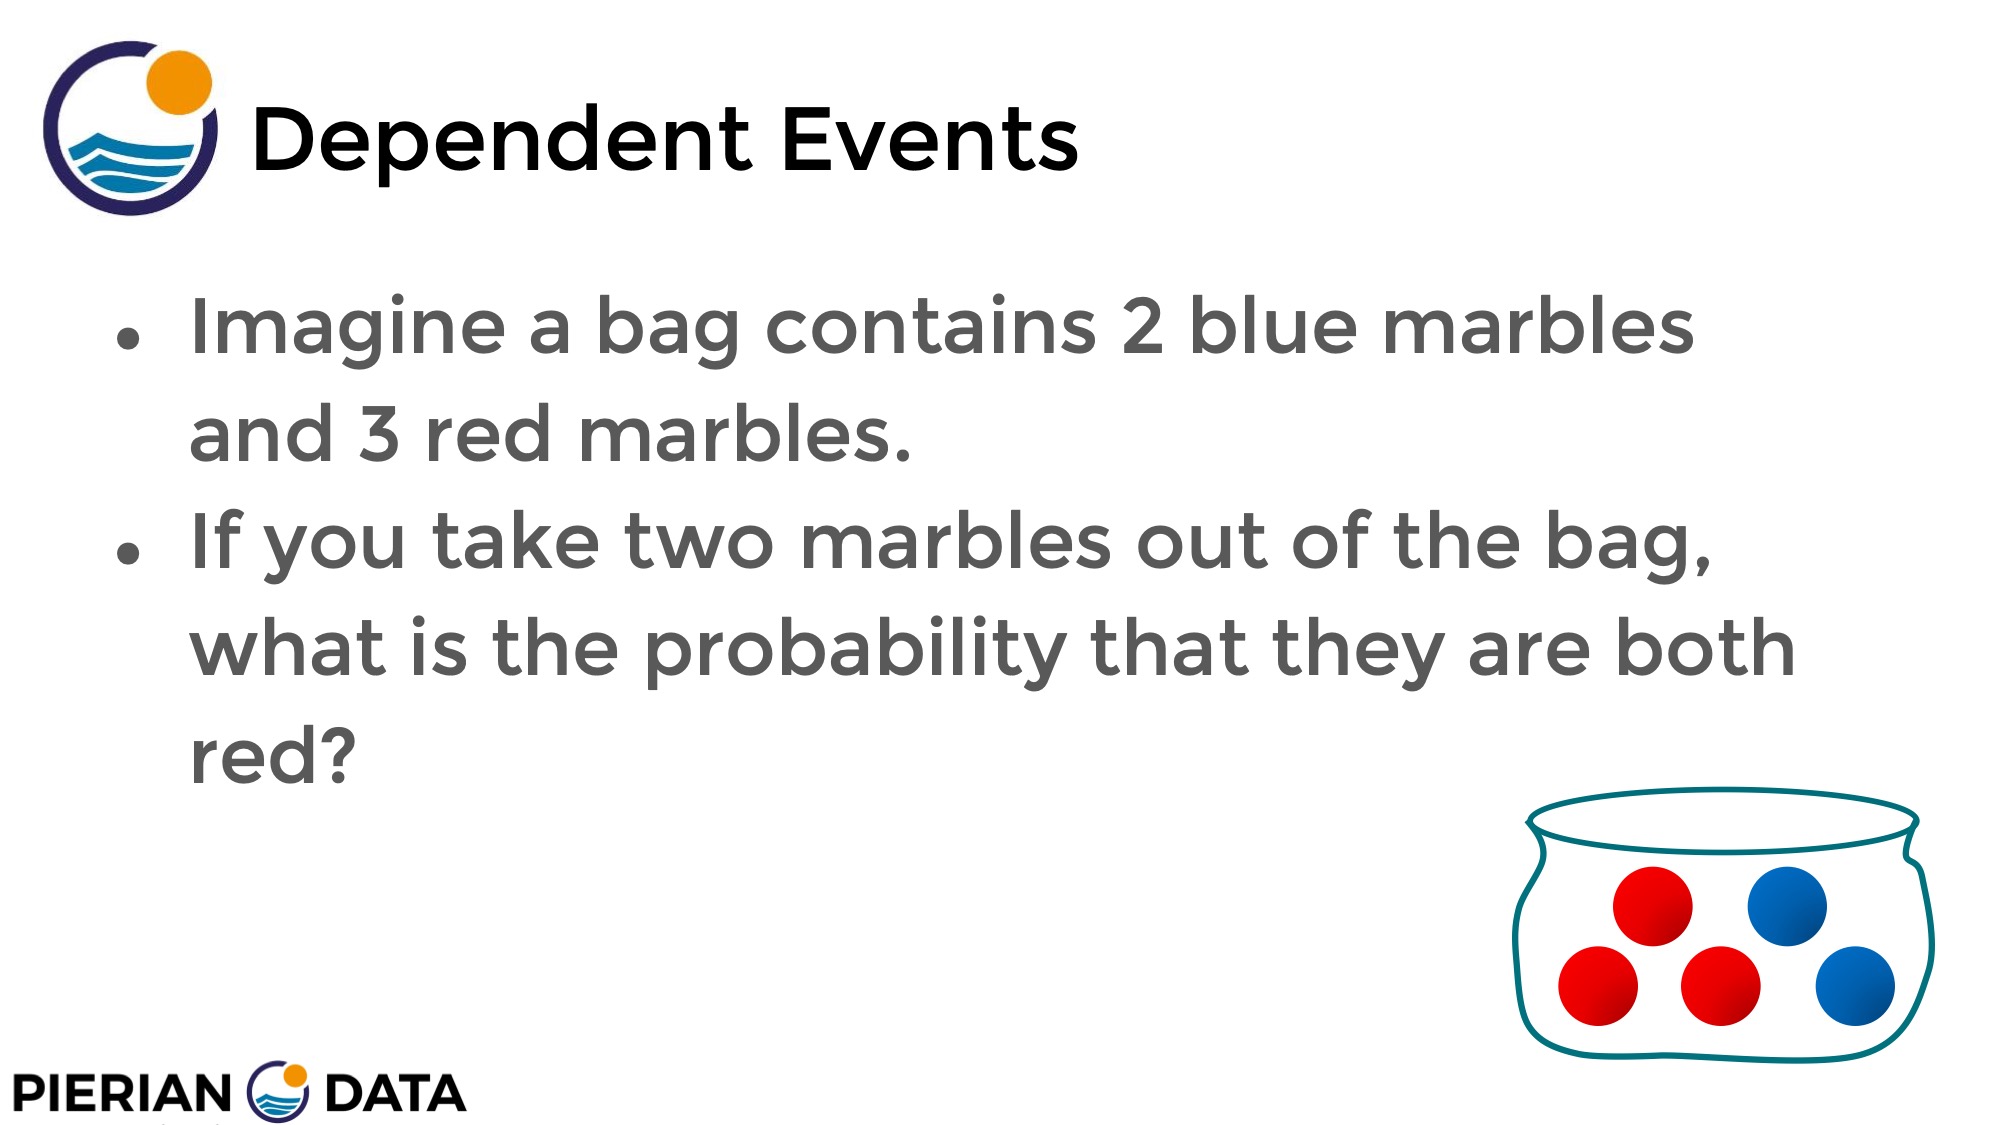 Dependent Events
● Imagine a bag contains 2 blue marbles
and 3 red marbles.
● If you take two marbles out of the bag,
what is the probability that they are both
red?
PIERIAN DATA